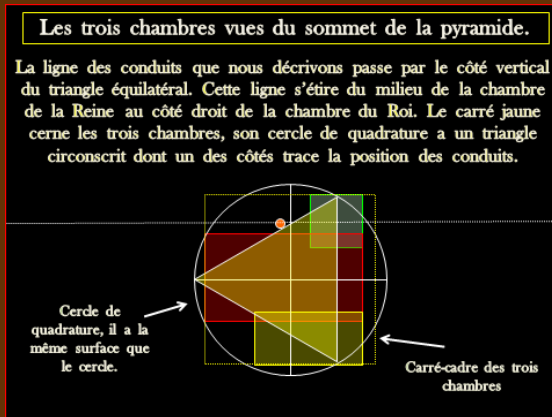 Les trois chambres vues du sommet de la pyramide.
La ligne des conduits que nous décrivons passe par le côté vertical
du triangle équilatéral. Cette ligne s'étire du milieu de la chambre
de la Reine au côté droit de la chambre du Roi. Le carré jaune
cerne les trois chambres, son cercle de quadrature a un triangle
circonscrit dont un des côtés trace la position des conduits.
Cercle de
quadrature, il a la
même surface que
le cercle.
Carré-cadre des trois
chambres